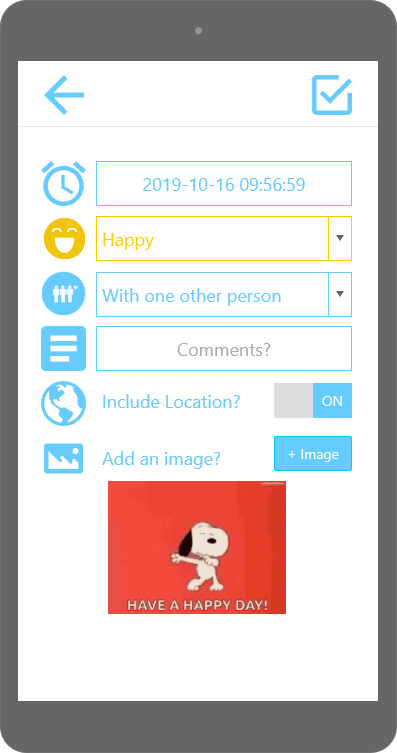 2019-10-16 09:56:59
Happy
With one other person
Comments?
Include Location?
ON
Add an image?
+ Image
HAVE A HAPPY DAY!